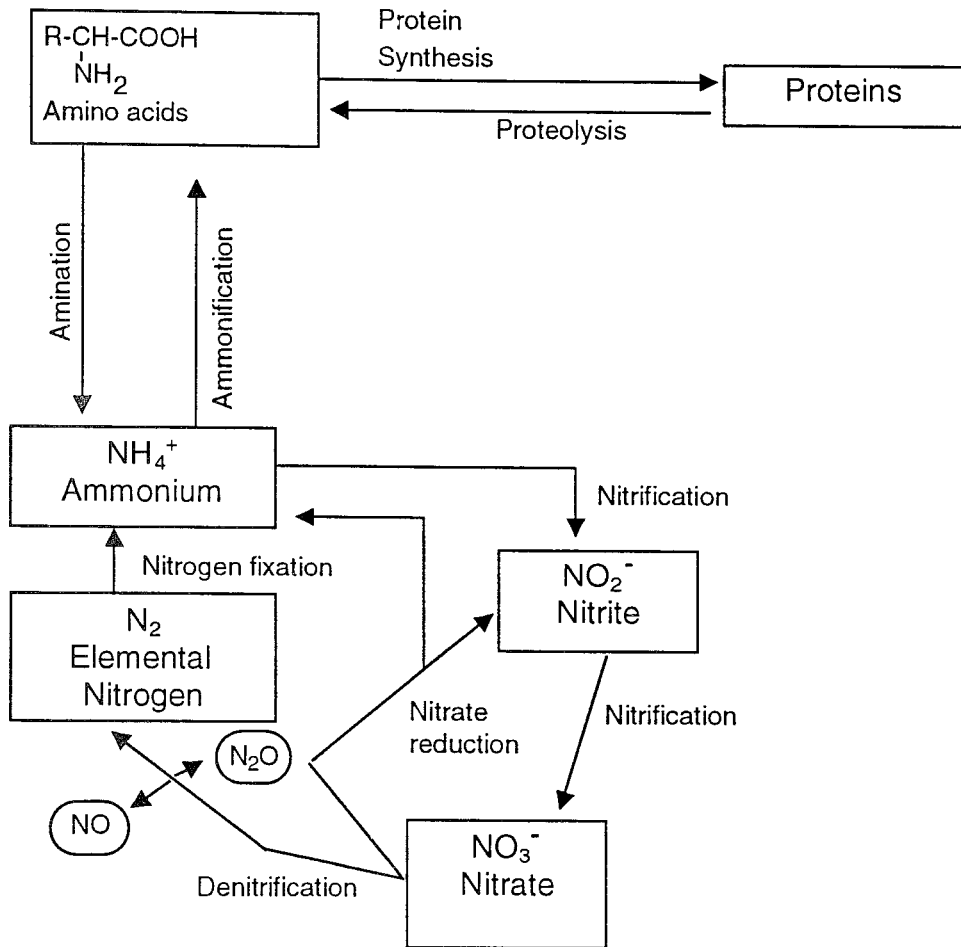 R-CH-COOH
NH₂
Amino acids
Protein
Synthesis
Proteins
Proteolysis
Amination
Ammonification
NH₄⁺
Ammonium
Nitrification
Nitrogen fixation
NO₂⁻
Nitrite
N₂
Elemental
Nitrogen
Nitrate
reduction
Nitrification
N₂O
NO
NO₃⁻
Nitrate
Denitrification